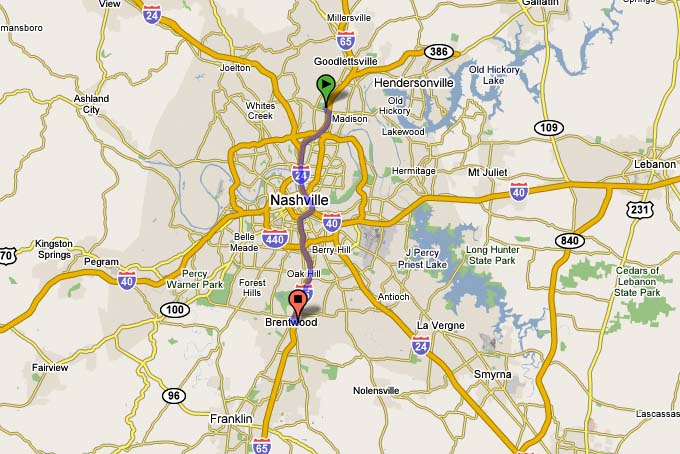 mansboro
View
24
Millersville
65
Gallatin
Springs
Goodlettsville
386
Joelton
Hendersonville
Old Hickory
Lake
Ashland
City
Whites
Creek
Madison
Old
Hickory
Lakewood
109
24
Hermitage
Mt Juliet
Lebanon
Nashville
40
40
231
440
Belle
Meade
Berry Hill
840
70
Kingston
Springs
Pegram
40
Percy
Warner Park
Forest
Hills
Oak Hill
J Percy
Priest Lake
Long Hunter
State Park
Cedars of
Lebanon
State Park
Antioch
100
Brentwood
La Vergne
24
Fairview
Smyrna
96
Nolensville
Franklin
65
Lascassas